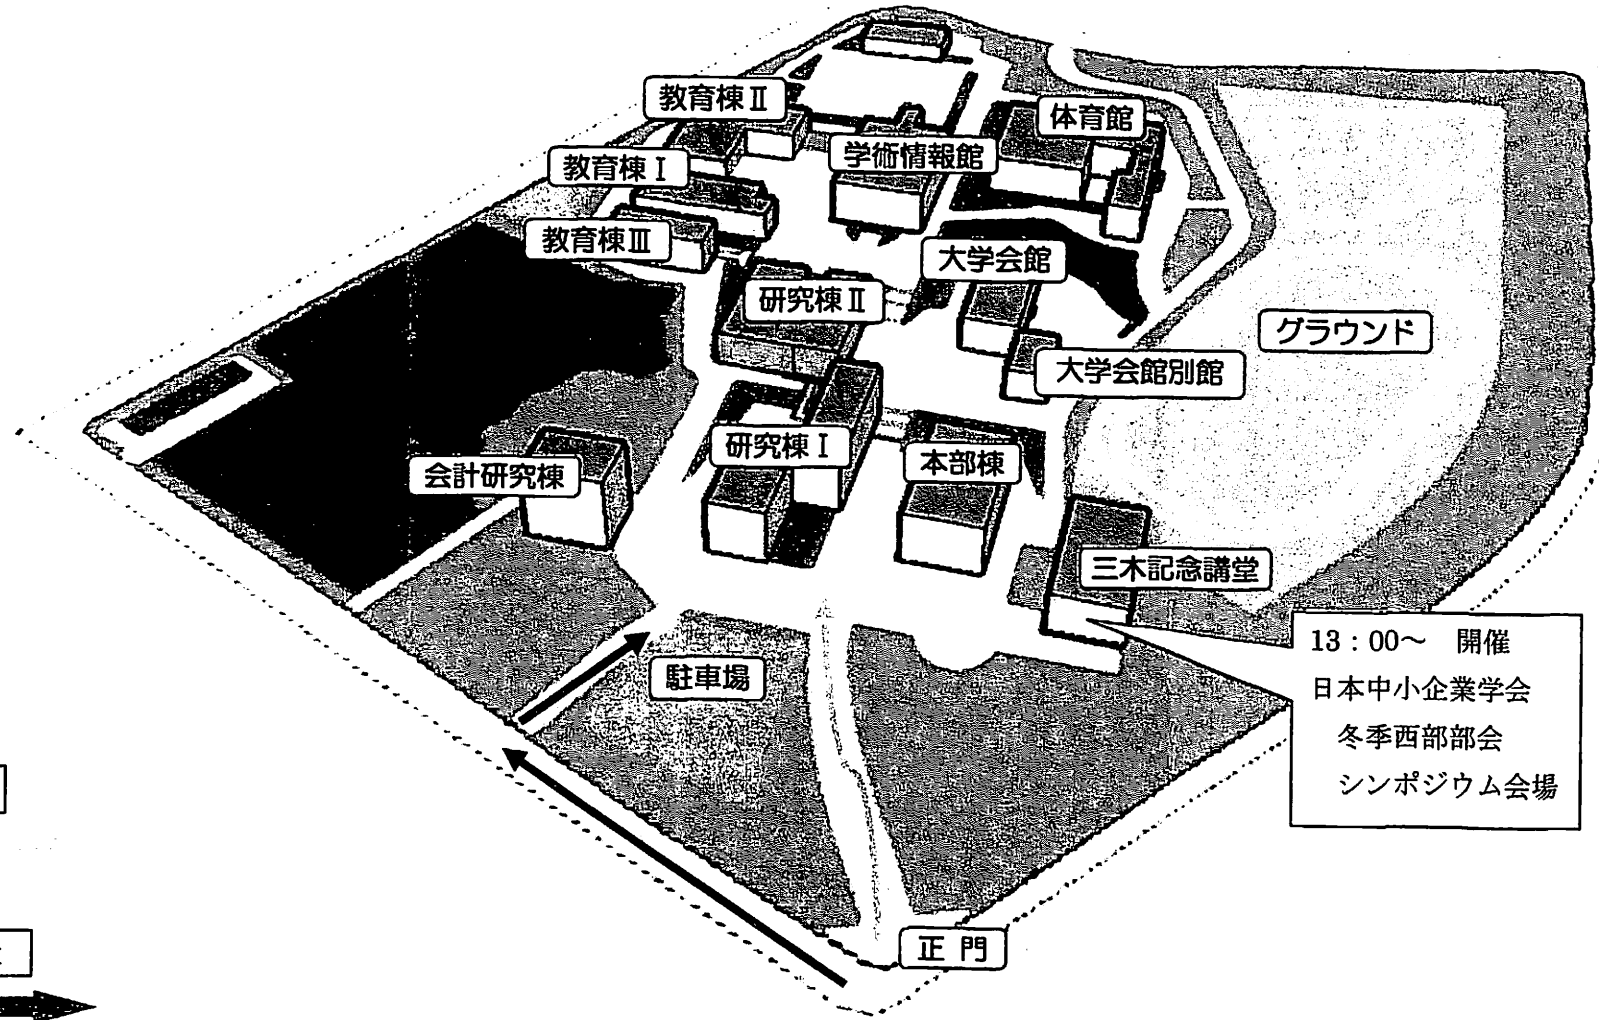 教育棟Ⅱ
体育館
学術情報館
教育棟Ⅰ
教育棟Ⅲ
大学会館
研究棟Ⅱ
グラウンド
大学会館別館
研究棟Ⅰ
本部棟
会計研究棟
三木記念講堂
駐車場
13：00～　開催
日本中小企業学会
冬季西部部会
シンポジウム会場
正 門